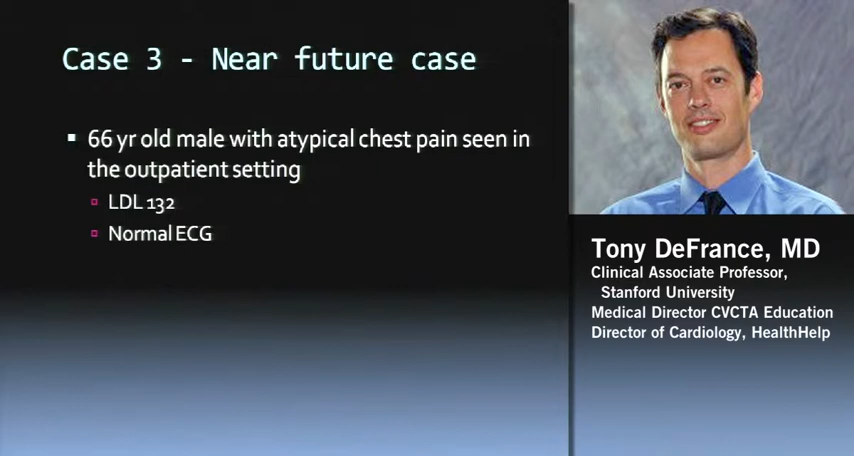 Case 3 - Near future case
66 yr old male with atypical chest pain seen in
the outpatient setting
LDL 132
Normal ECG
Tony DeFrance, MD
Clinical Associate Professor,
Stanford University
Medical Director CVCTA Education
Director of Cardiology, HealthHelp